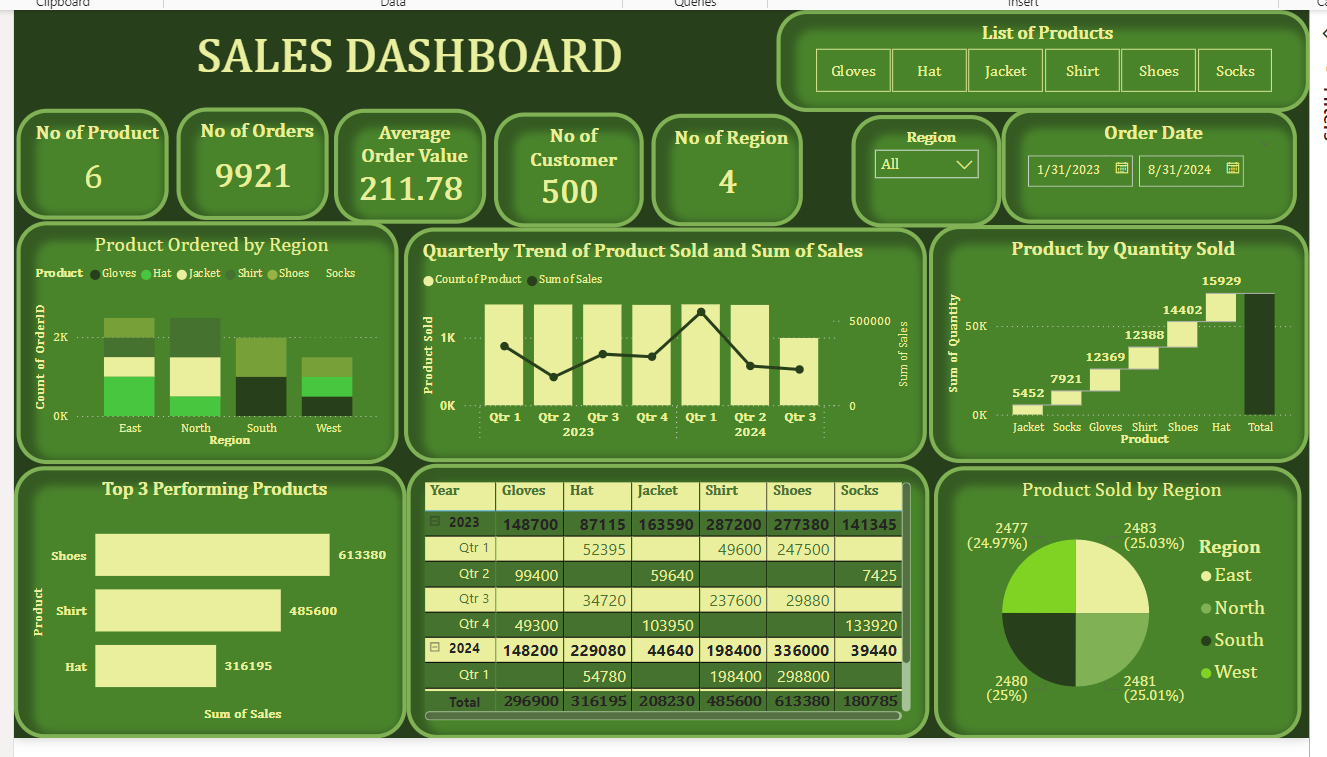 Clipboard
Data
Queries
Insert
SALES DASHBOARD
List of Products
Gloves
Hat
Jacket
Shirt
Shoes
Socks
No of Product
6
No of Orders
9921
Average
Order Value
211.78
No of
Customer
500
No of Region
4
Region
All
Order Date
1/31/2023
8/31/2024
Product Ordered by Region
Product Gloves Hat Jacket Shirt Shoes Socks
Count of OrderID
2K
0K
East North South West
Region
Quarterly Trend of Product Sold and Sum of Sales
Count of Product Sum of Sales
Product Sold
1K
0K
500000
0
Sum of Sales
Qtr 1 Qtr 2 Qtr 3 Qtr 4 Qtr 1 Qtr 2 Qtr 3
2023 2024
Product by Quantity Sold
Sum of Quantity
50K
0K
5452
7921
12369
12388
14402
15929
Jacket Socks Gloves Shirt Shoes Hat Total
Product
Top 3 Performing Products
Product
Shoes 613380
Shirt 485600
Hat 316195
Sum of Sales
Year Gloves Hat Jacket Shirt Shoes Socks
2023 148700 87115 163590 287200 277380 141345
Qtr 1 52395 49600 247500
Qtr 2 99400 59640 7425
Qtr 3 34720 237600 29880
Qtr 4 49300 103950 133920
2024 148200 229080 44640 198400 336000 39440
Qtr 1 54780 198400 298800
Total 296900 316195 208230 485600 613380 180785
Product Sold by Region
2477
(24.97%)
2483
(25.03%)
2480
(25%)
2481
(25.01%)
Region
East
North
South
West